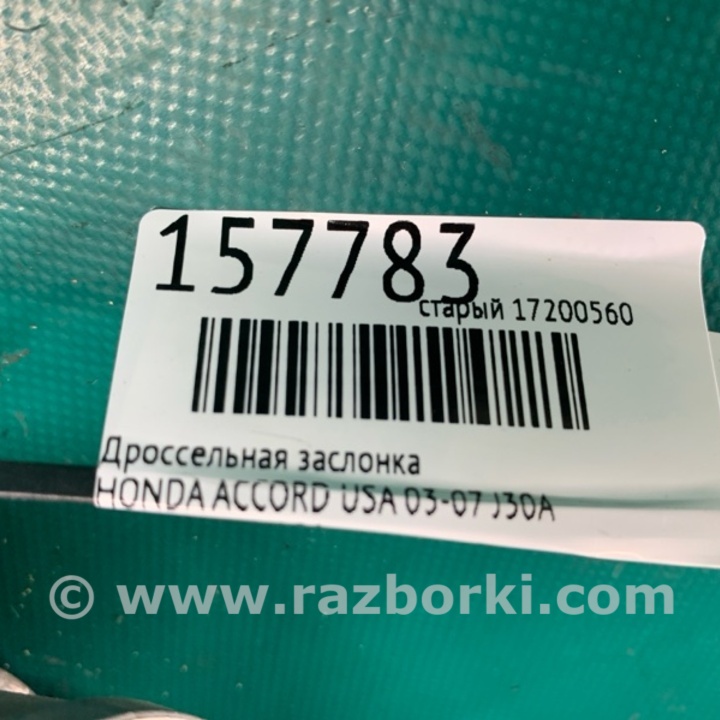 157783
старый 17200560
Дроссельная заслонка
HONDA ACCORD USA 03-07 J30A
© www.razborki.com